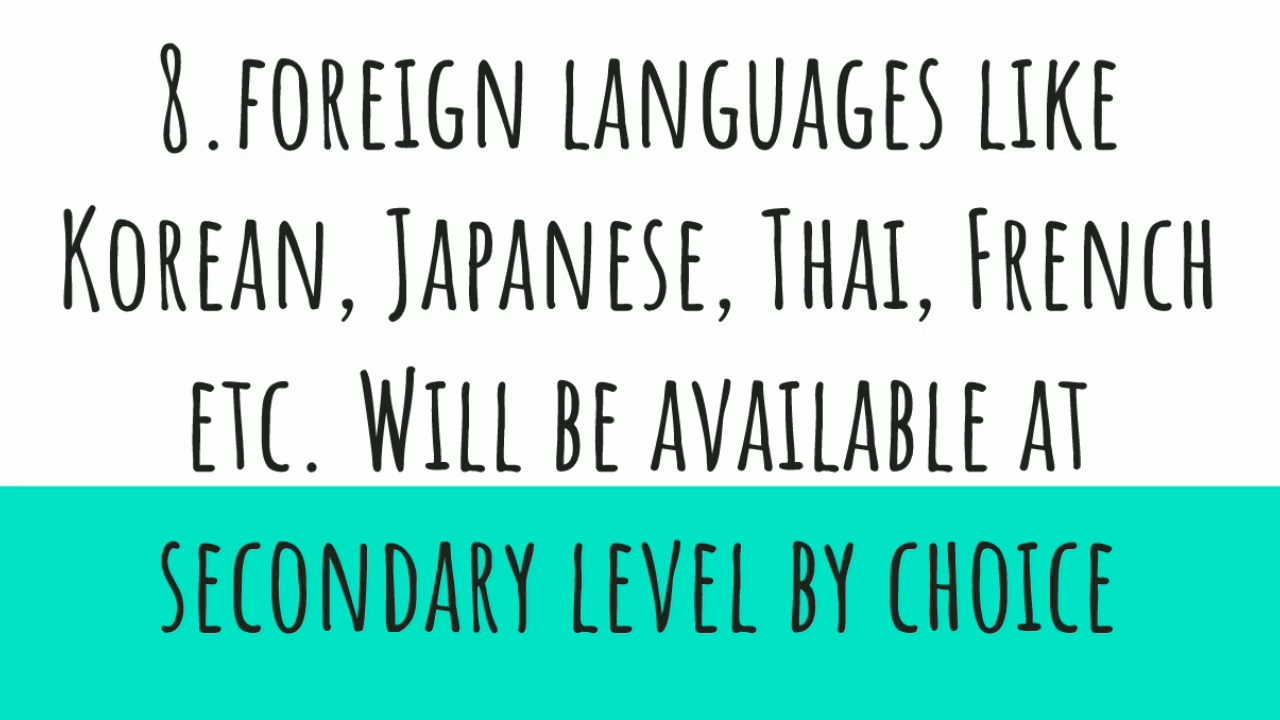 8.FOREIGN LANGUAGES LIKE
KOREAN, JAPANESE, THAI, FRENCH
ETC. WILL BE AVAILABLE AT
SECONDARY LEVEL BY CHOICE